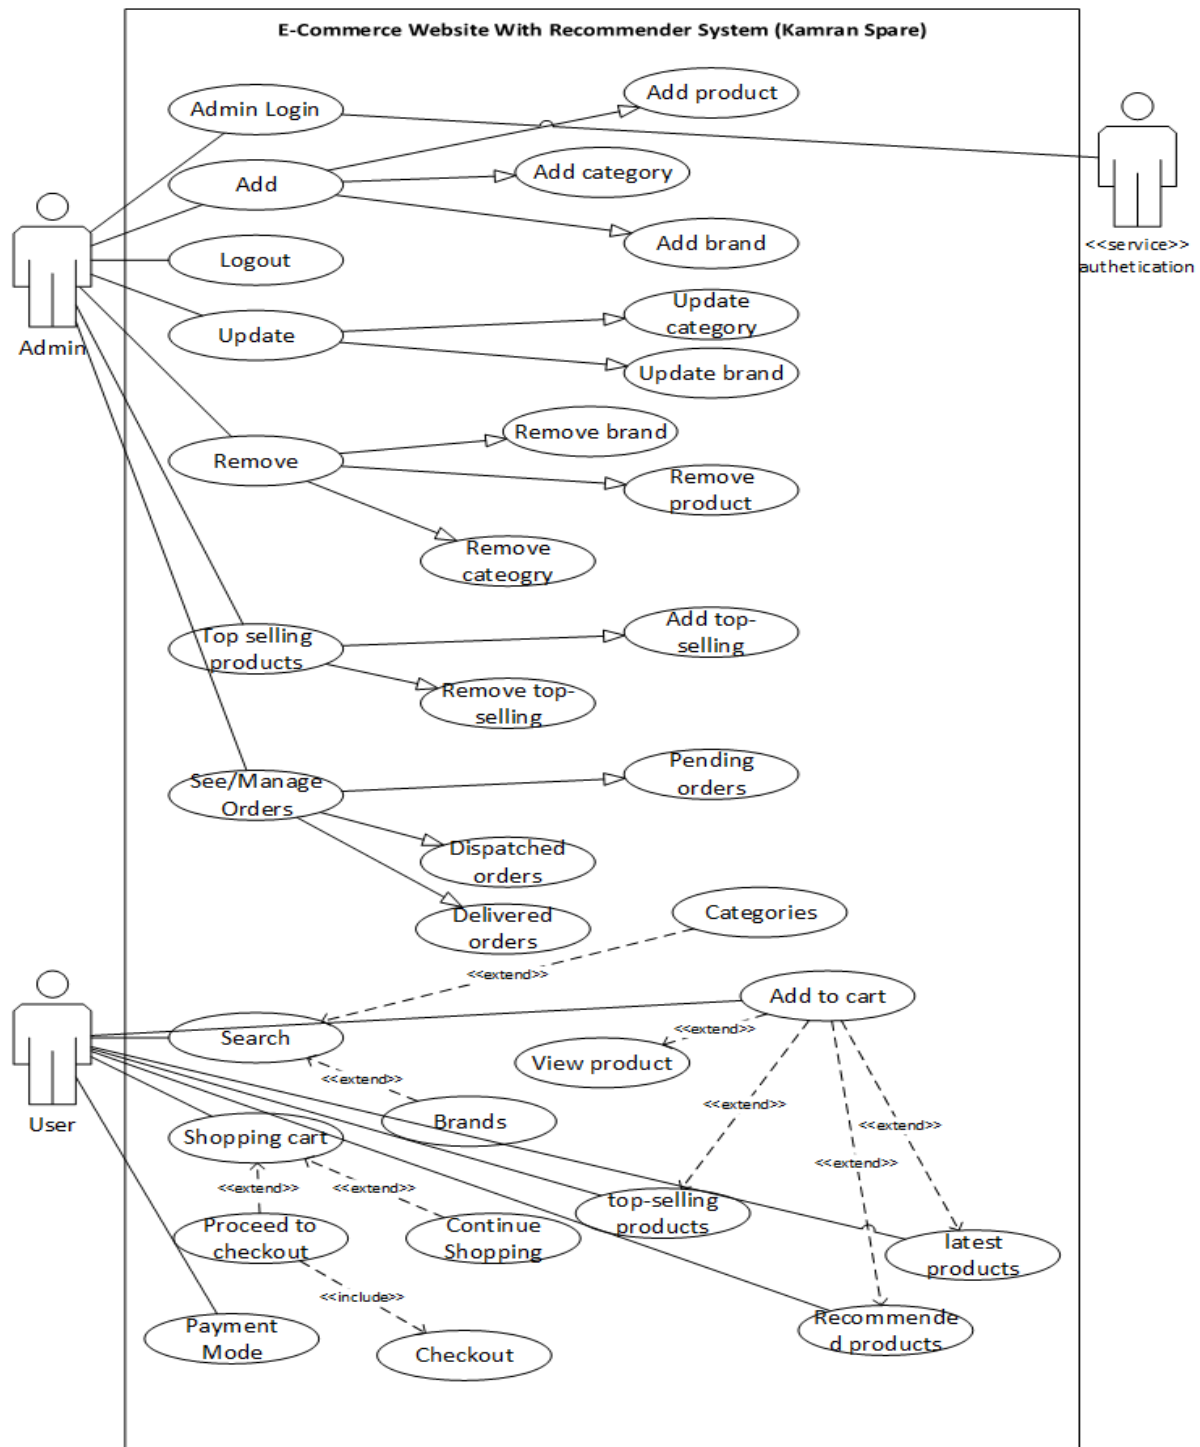 E-Commerce Website With Recommender System (Kamran Spare)
Admin Login
Add product
Add
Add category
Add brand
<<service>>
authetication
Logout
Admin
Update
Update
category
Update brand
Remove
Remove brand
Remove
product
Remove
cateogry
Top selling
products
Add top-
selling
Remove top-
selling
See/Manage
Orders
Pending
orders
Dispatched
orders
Delivered
orders
Categories
<<extend>>
Add to cart
<<extend>>
Search
View product
<<extend>>
Brands
User
Shopping cart
<<extend>>
<<extend>>
<<extend>>
<<extend>>
<<extend>>
Proceed to
checkout
Continue
Shopping
top-selling
products
latest
products
<<include>>
Payment
Mode
Checkout
Recommende
d products